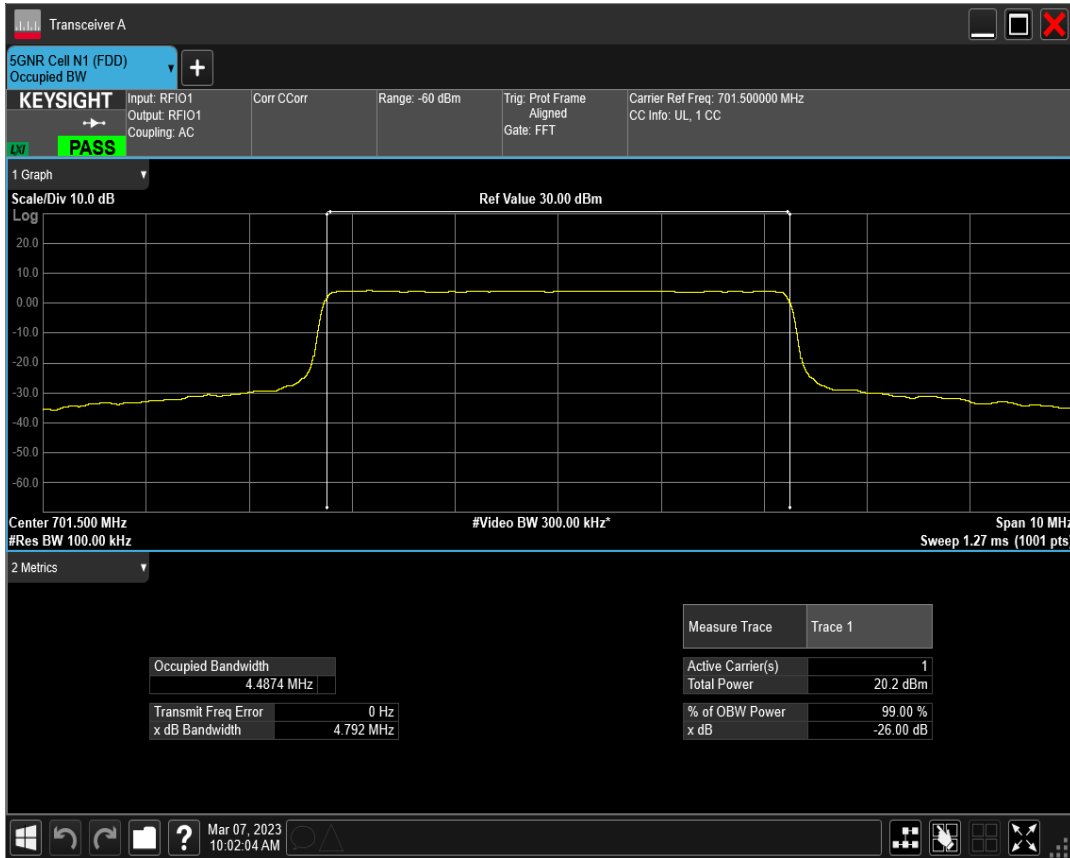 Transceiver A
5GNR Cell N1 (FDD)
Occupied BW
+
KEYSIGHT
LXI
PASS
Input: RFIO1
Output: RFIO1
Coupling: AC
Corr CCorr
Range: -60 dBm
Trig: Prot Frame
Aligned
Gate: FFT
Carrier Ref Freq: 701.500000 MHz
CC Info: UL, 1 CC
1 Graph
Scale/Div 10.0 dB
Ref Value 30.00 dBm
Log
20.0
10.0
0.00
-10.0
-20.0
-30.0
-40.0
-50.0
-60.0
Center 701.500 MHz
#Video BW 300.00 kHz*
Span 10 MHz
#Res BW 100.00 kHz
Sweep 1.27 ms (1001 pts)
2 Metrics
Measure Trace Trace 1
Occupied Bandwidth
4.4874 MHz
Active Carrier(s) 1
Total Power 20.2 dBm
Transmit Freq Error 0 Hz
x dB Bandwidth 4.792 MHz
% of OBW Power 99.00 %
x dB -26.00 dB
?
Mar 07, 2023
10:02:04 AM